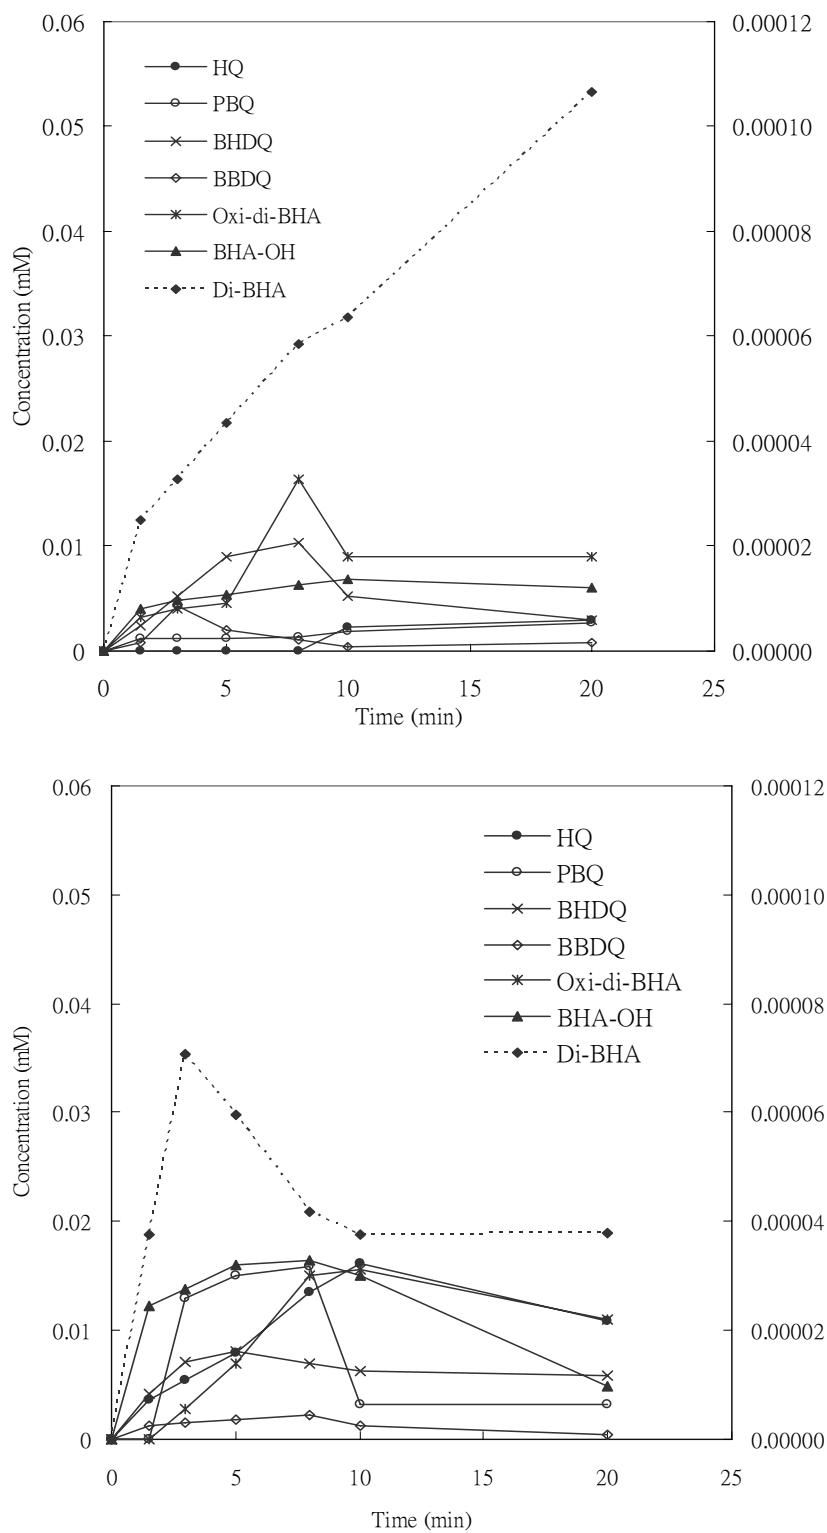 0.06
0.05
0.04
0.03
0.02
0.01
0
Concentration (mM)
HQ
PBQ
BHDQ
BBDQ
Oxi-di-BHA
BHA-OH
Di-BHA
0.00012
0.00010
0.00008
0.00006
0.00004
0.00002
0.00000
0 5 10 15 20 25
Time (min)
0.06
0.05
0.04
0.03
0.02
0.01
0
Concentration (mM)
HQ
PBQ
BHDQ
BBDQ
Oxi-di-BHA
BHA-OH
Di-BHA
0.00012
0.00010
0.00008
0.00006
0.00004
0.00002
0.00000
0 5 10 15 20 25
Time (min)